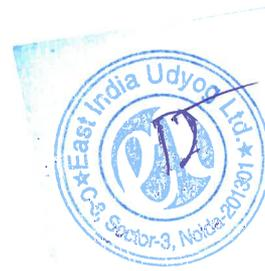 ★East India Udyog Ltd.★
C-3, Sector-3, Noida-201301